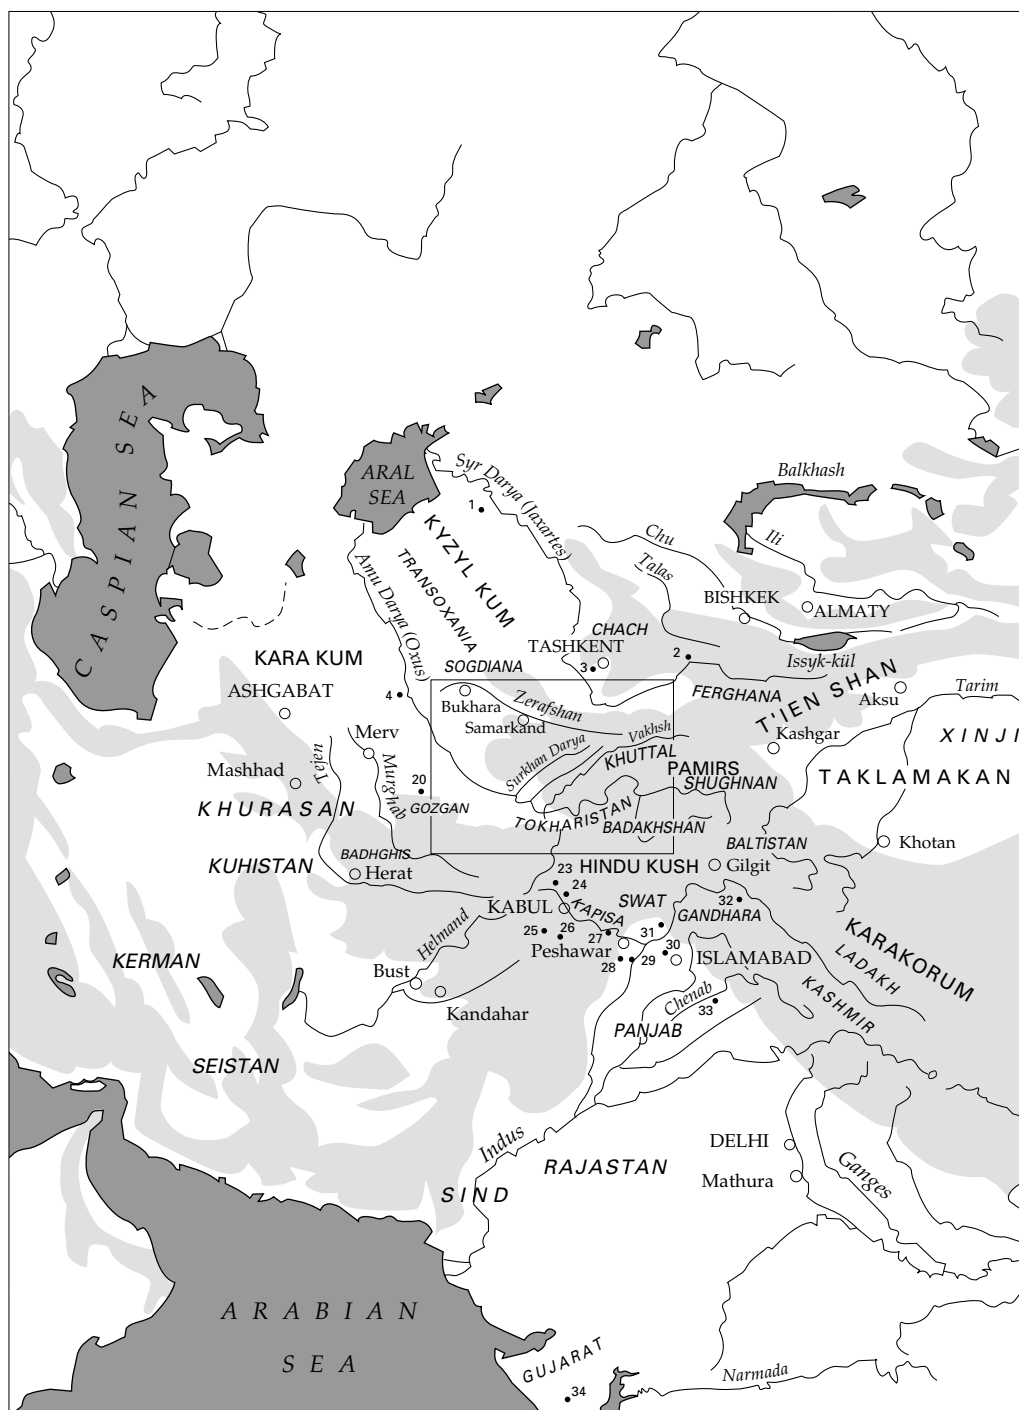 CASPIAN SEA
ARAL
SEA
Syr Darya (Jaxartes)
Balkhash
1
KYZYL KUM
TRANSOXANIA
Amu Darya (Oxus)
Chu
Ili
Talas
BISHKEK
ALMATY
CHACH
TASHKENT
2
3
Issyk-kül
KARA KUM
SOGDIANA
FERGHANA
T'IEN SHAN
Aksu
Tarim
ASHGABAT
4
Bukhara
Zerafshan
Samarkand
Kashgar
XINJI
Merv
Surkhan Darya
Vakhsh
KHUTTAL
PAMIRS
SHUGHNAN
TAKLAMAKAN
Mashhad
Tejen
Murghab
20
GOZGAN
KHURASAN
TOKHARISTAN
BADAKHSHAN
BALTISTAN
Khotan
KUHISTAN
BADHGHIS
Herat
23
HINDU KUSH
Gilgit
24
KABUL
KAPISA
SWAT
32
GANDHARA
Helmand
25
26
27
31
Peshawar
28
29
30
ISLAMABAD
KARAKORUM
LADAKH
KERMAN
Bust
Kandahar
Chenab
33
KASHMIR
PANJAB
SEISTAN
Indus
DELHI
RAJASTAN
Mathura
Ganges
SIND
ARABIAN
SEA
GUJARAT
34
Narmada